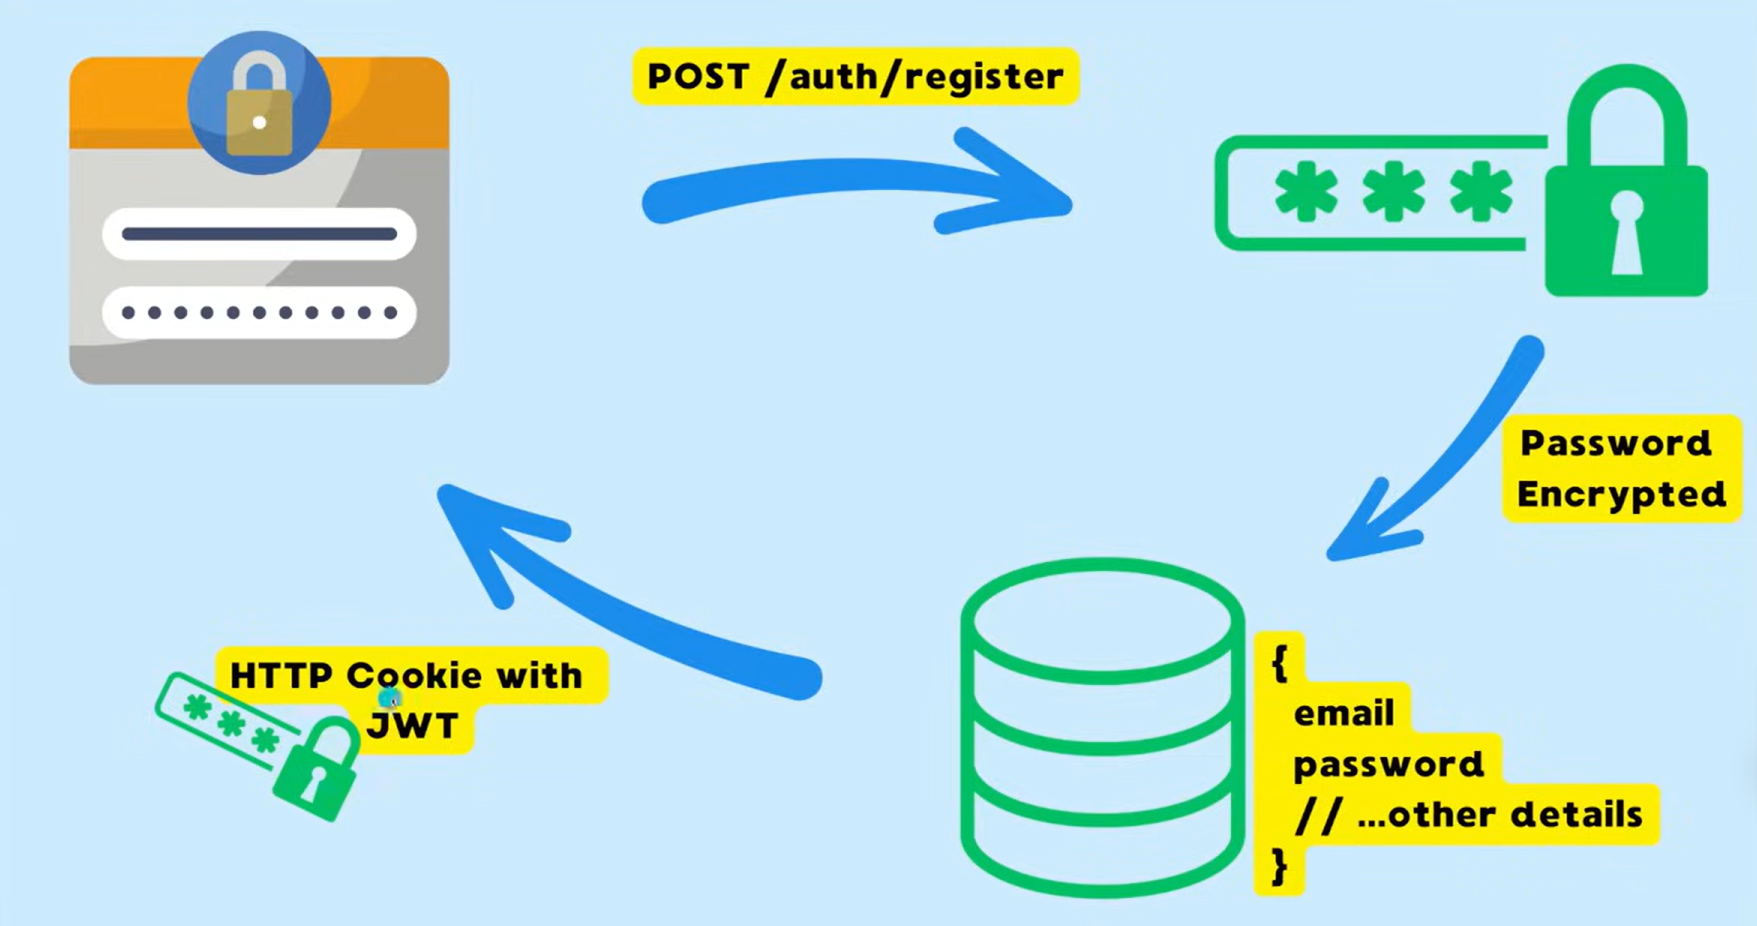 POST /auth/register
Password
Encrypted
HTTP Cookie with
JWT
{
email
password
// ...other details
}